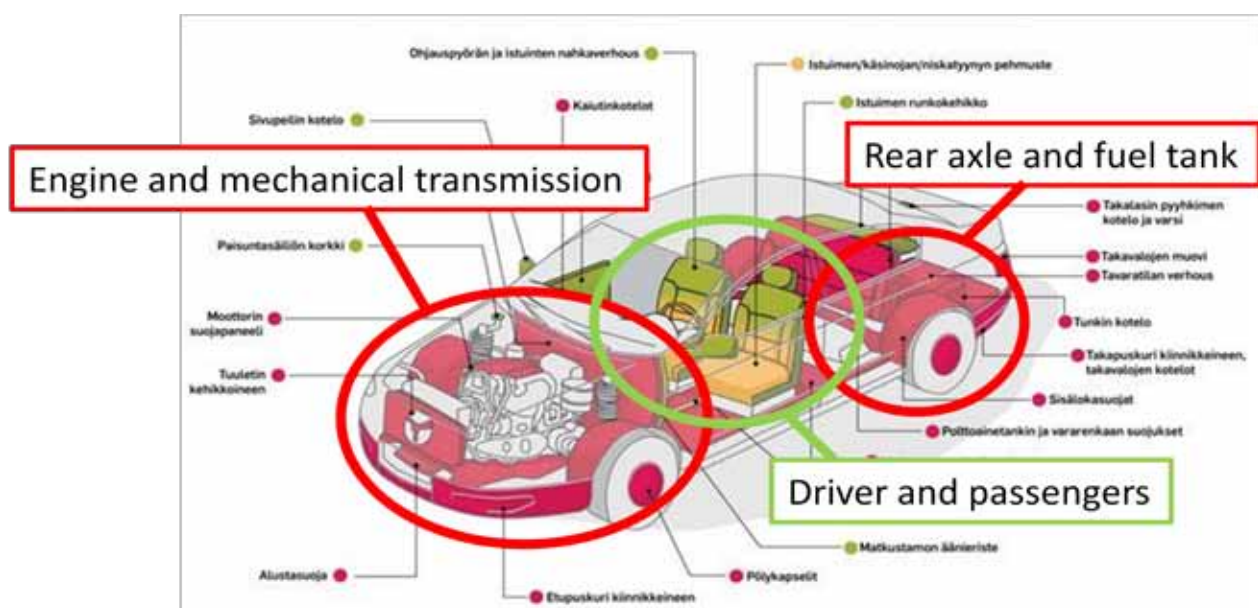 Ohjauspyörän ja istuinten nahkaverhous
Istuimen/käsinojan/niskatyynyn pehmuste
Kaiutinkotelot
Istuimen runkokehikko
Sivupeilin kotelo
Rear axle and fuel tank
Engine and mechanical transmission
Takalasin pyyhkimen
kotelo ja varsi
Paisuntasäiliön korkki
Takavalojen muovi
Tavaratilan verhous
Moottorin
suojapaneeli
Tunkin kotelo
Takapuskuri kiinnikkeineen,
takavalojen kotelot
Tuuletin
kehikkoineen
Sisälokasuojat
Polttoainetankin ja vararenkaan suojukset
Driver and passengers
Matkustamon äänieriste
Alustasuoja
Pölykapselit
Etupuskuri kiinnikkeineen